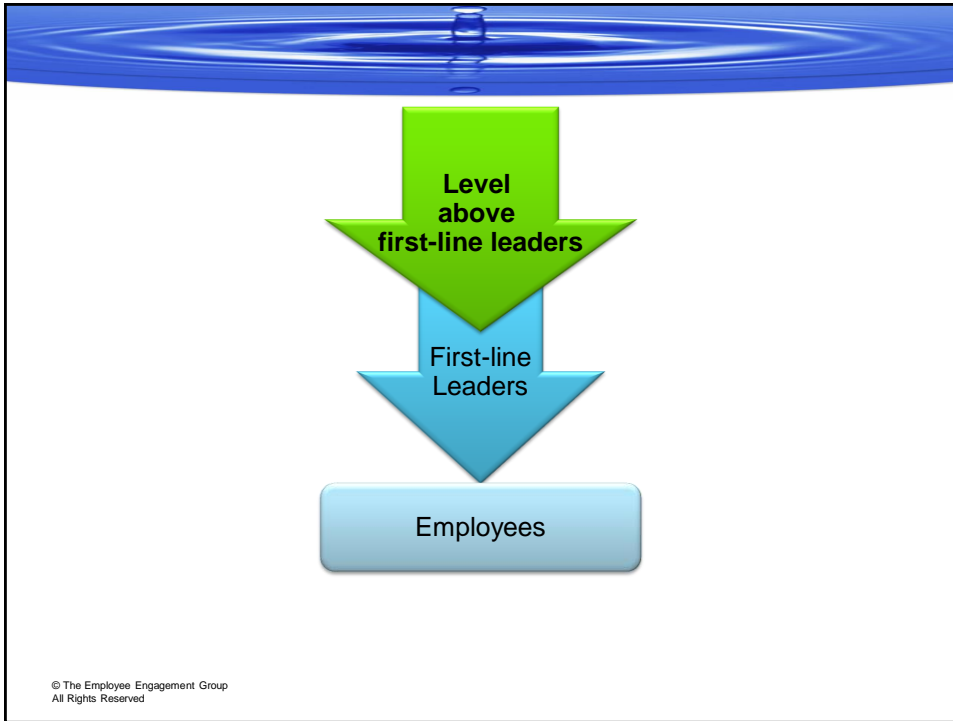 Level
above
first-line leaders
First-line
Leaders
Employees
© The Employee Engagement Group
All Rights Reserved